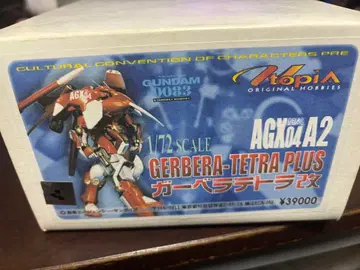 CULTURAL CONVENTION OF CHARACTERS PRE
GUNDAM
0083
utopiA
ORIGINAL HOBBIES
AGX04 A2
1/72 SCALE
GERBERA-TETRA PLUS
ガーベラテトラ改
¥39000